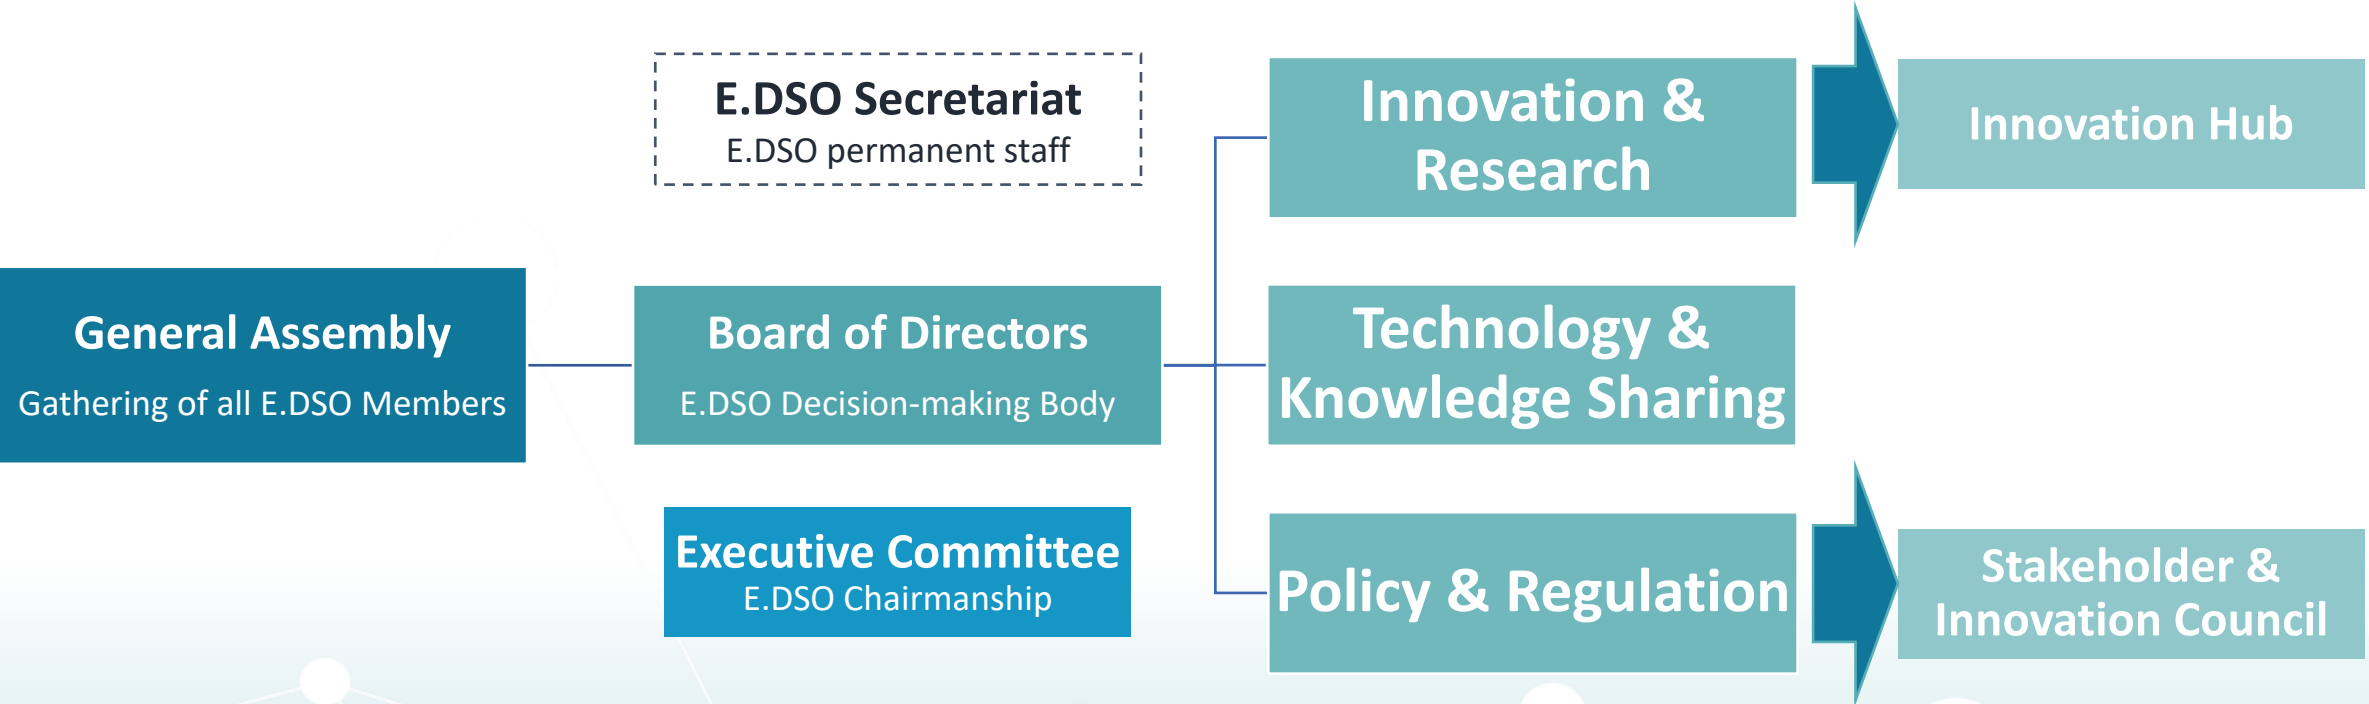 General Assembly
Gathering of all E.DSO Members
E.DSO Secretariat
E.DSO permanent staff
Board of Directors
E.DSO Decision-making Body
Executive Committee
E.DSO Chairmanship
Innovation &
Research
Technology &
Knowledge Sharing
Policy & Regulation
Innovation Hub
Stakeholder &
Innovation Council